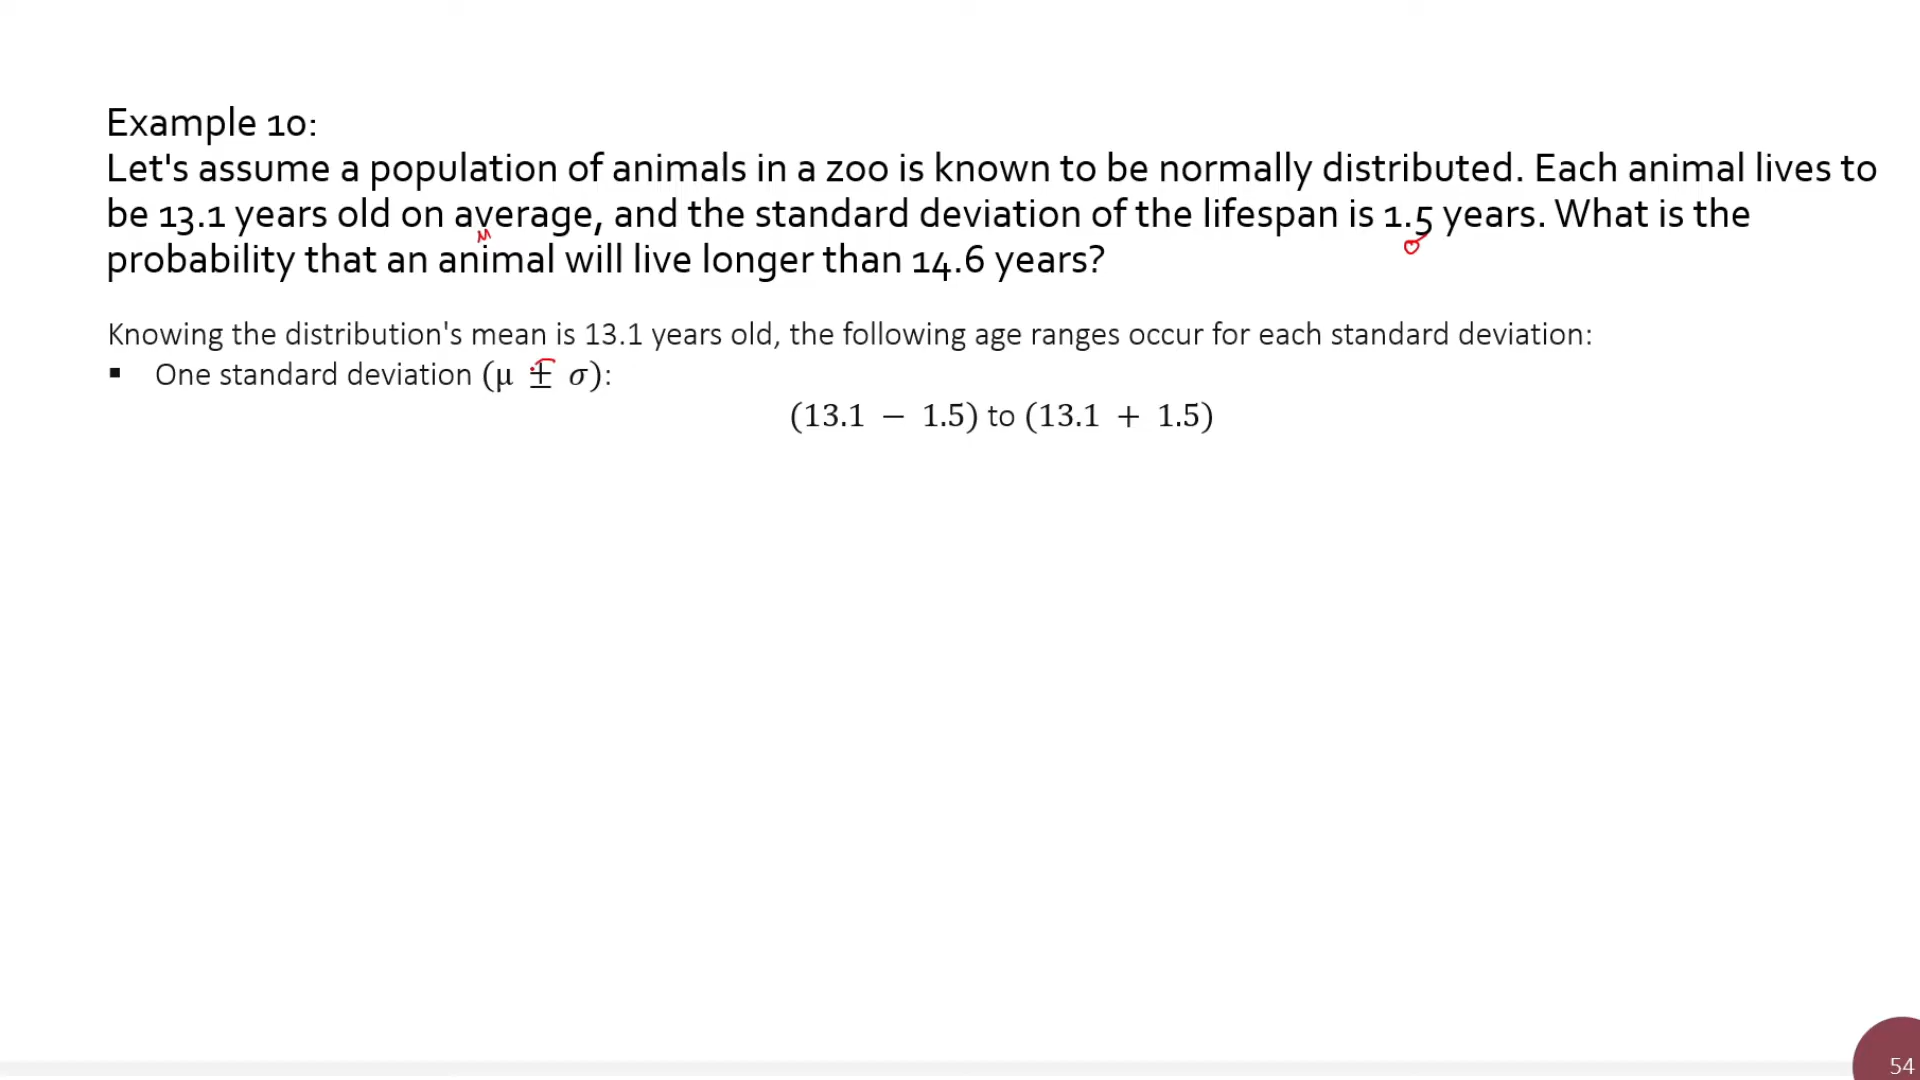 Example 10:
Let's assume a population of animals in a zoo is known to be normally distributed. Each animal lives to
be 13.1 years old on average, and the standard deviation of the lifespan is 1.5 years. What is the
μ σ
probability that an animal will live longer than 14.6 years?
Knowing the distribution's mean is 13.1 years old, the following age ranges occur for each standard deviation:
▪ One standard deviation (μ ± σ):
(13.1 − 1.5) to (13.1 + 1.5)
54